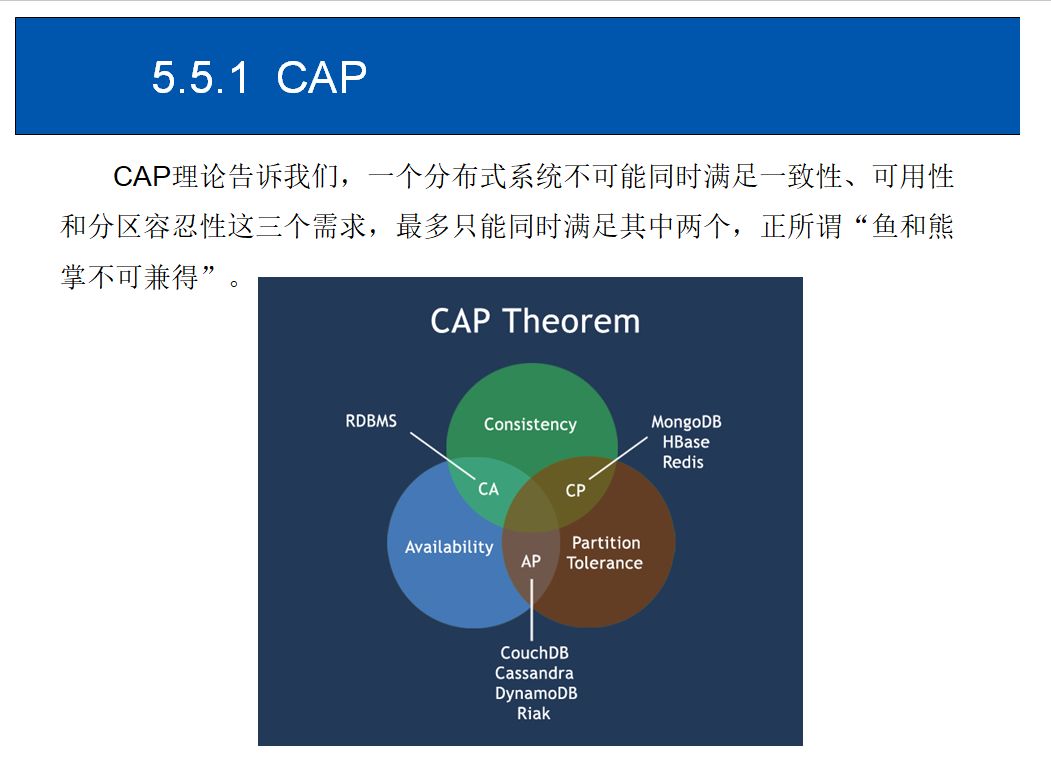 5.5.1 CAP
CAP理论告诉我们，一个分布式系统不可能同时满足一致性、可用性
和分区容忍性这三个需求，最多只能同时满足其中两个，正所谓“鱼和熊
掌不可兼得”。
CAP Theorem
RDBMS
Consistency
MongoDB
HBase
Redis
CA
CP
Availability
Partition
Tolerance
AP
CouchDB
Cassandra
DynamoDB
Riak